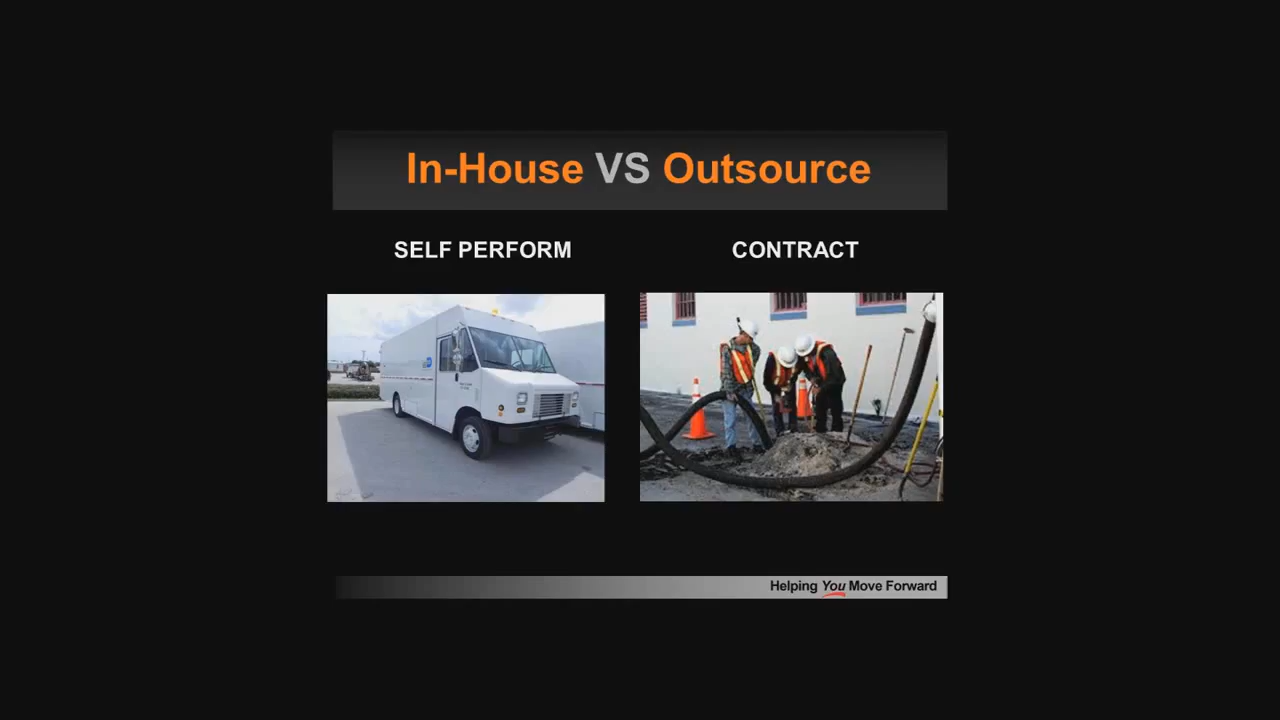 In-House VS Outsource
SELF PERFORM
CONTRACT
Helping You Move Forward